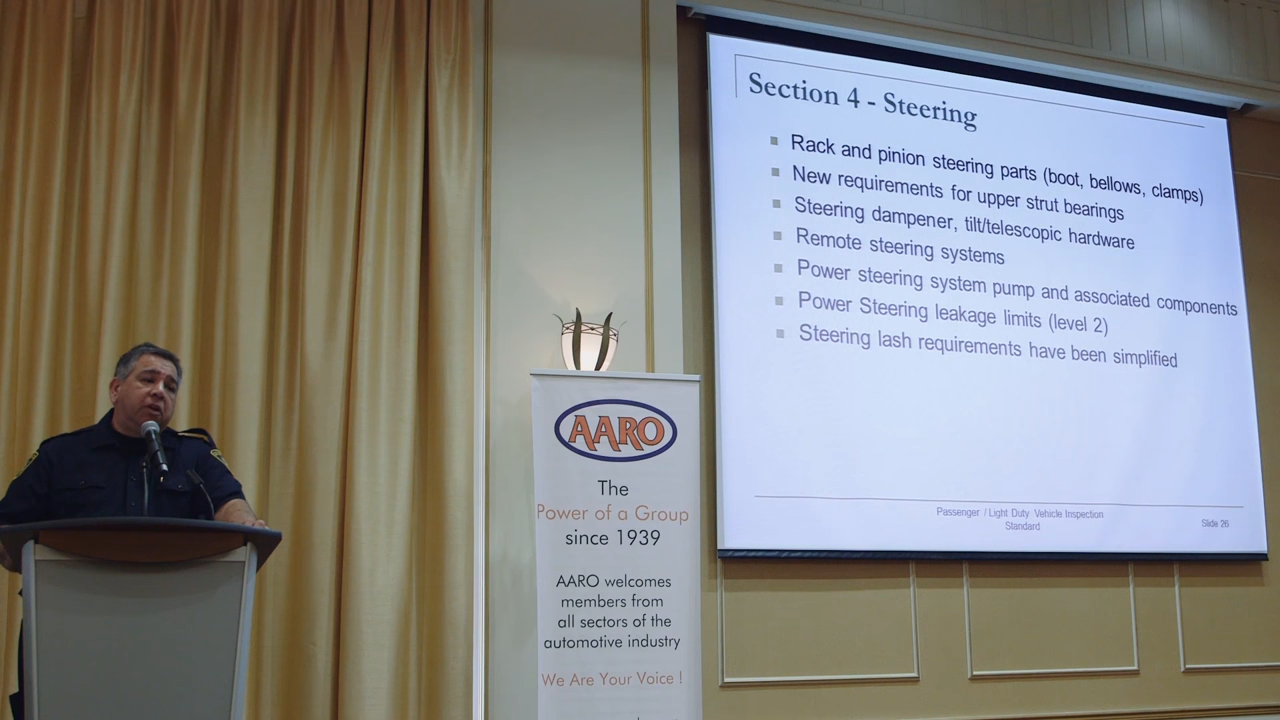 Section 4 - Steering
Rack and pinion steering parts (boot, bellows, clamps)
New requirements for upper strut bearings
Steering dampener, tilt/telescopic hardware
Remote steering systems
Power steering system pump and associated components
Power Steering leakage limits (level 2)
Steering lash requirements have been simplified
Passenger / Light Duty Vehicle Inspection
Standard
Slide 26
AARO
The
Power of a Group
since 1939
AARO welcomes
members from
all sectors of the
automotive industry
We Are Your Voice !